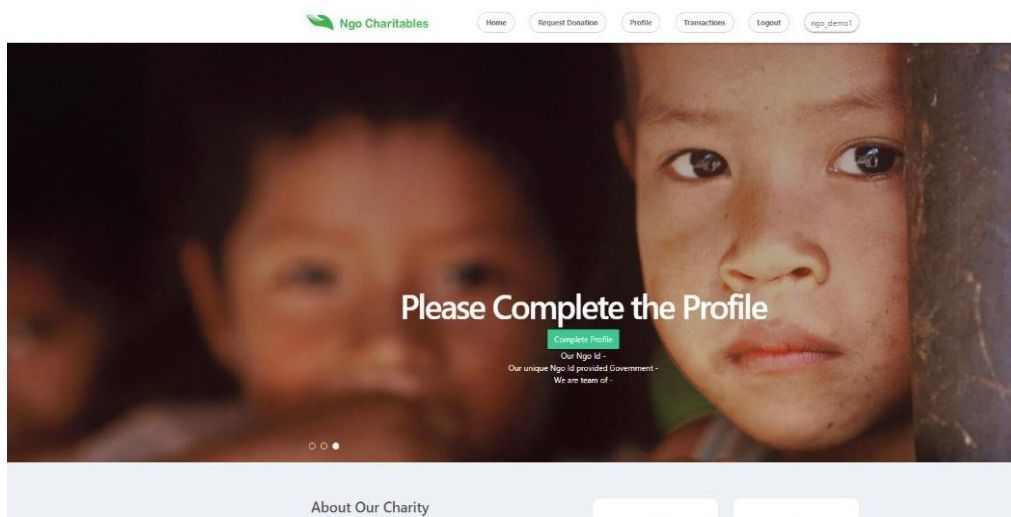 Ngo Charitables
Home
Request Donation
Profile
Transactions
Logout
ngo_demo1
Please Complete the Profile
Complete Profile
Our Ngo Id -
Our unique Ngo Id provided Government -
We are team of -
About Our Charity